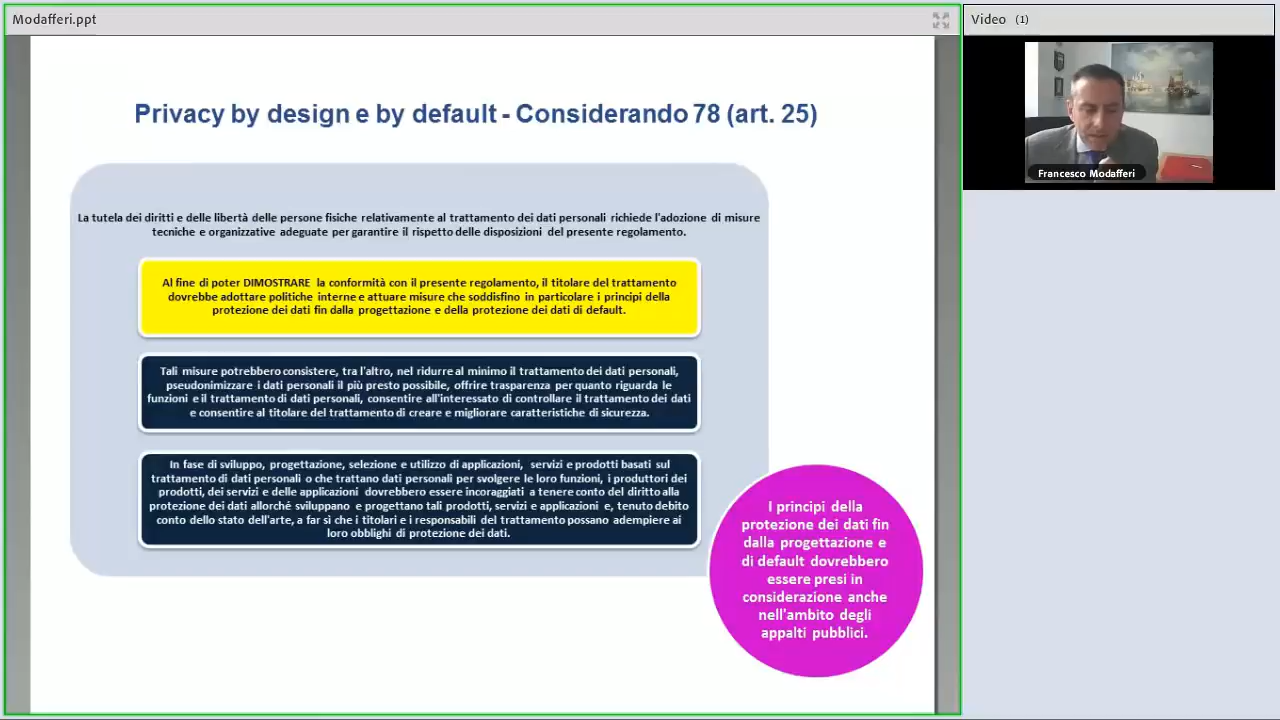 Modafferi.ppt
Video (1)
Francesco Modafferi
Privacy by design e by default - Considerando 78 (art. 25)
La tutela dei diritti e delle libertà delle persone fisiche relativamente al trattamento dei dati personali richiede l'adozione di misure
tecniche e organizzative adeguate per garantire il rispetto delle disposizioni del presente regolamento.
Al fine di poter DIMOSTRARE la conformità con il presente regolamento, il titolare del trattamento
dovrebbe adottare politiche interne e attuare misure che soddisfino in particolare i principi della
protezione dei dati fin dalla progettazione e della protezione dei dati di default.
Tali misure potrebbero consistere, tra l'altro, nel ridurre al minimo il trattamento dei dati personali,
pseudonimizzare i dati personali il più presto possibile, offrire trasparenza per quanto riguarda le
funzioni e il trattamento di dati personali, consentire all'interessato di controllare il trattamento dei dati
e consentire al titolare del trattamento di creare e migliorare caratteristiche di sicurezza.
In fase di sviluppo, progettazione, selezione e utilizzo di applicazioni, servizi e prodotti basati sul
trattamento di dati personali o che trattano dati personali per svolgere le loro funzioni, i produttori dei
prodotti, dei servizi e delle applicazioni dovrebbero essere incoraggiati a tenere conto del diritto alla
protezione dei dati allorché sviluppano e progettano tali prodotti, servizi e applicazioni e, tenuto debito
conto dello stato dell'arte, a far sì che i titolari e i responsabili del trattamento possano adempiere ai
loro obblighi di protezione dei dati.
I principi della
protezione dei dati fin
dalla progettazione e
di default dovrebbero
essere presi in
considerazione anche
nell'ambito degli
appalti pubblici.